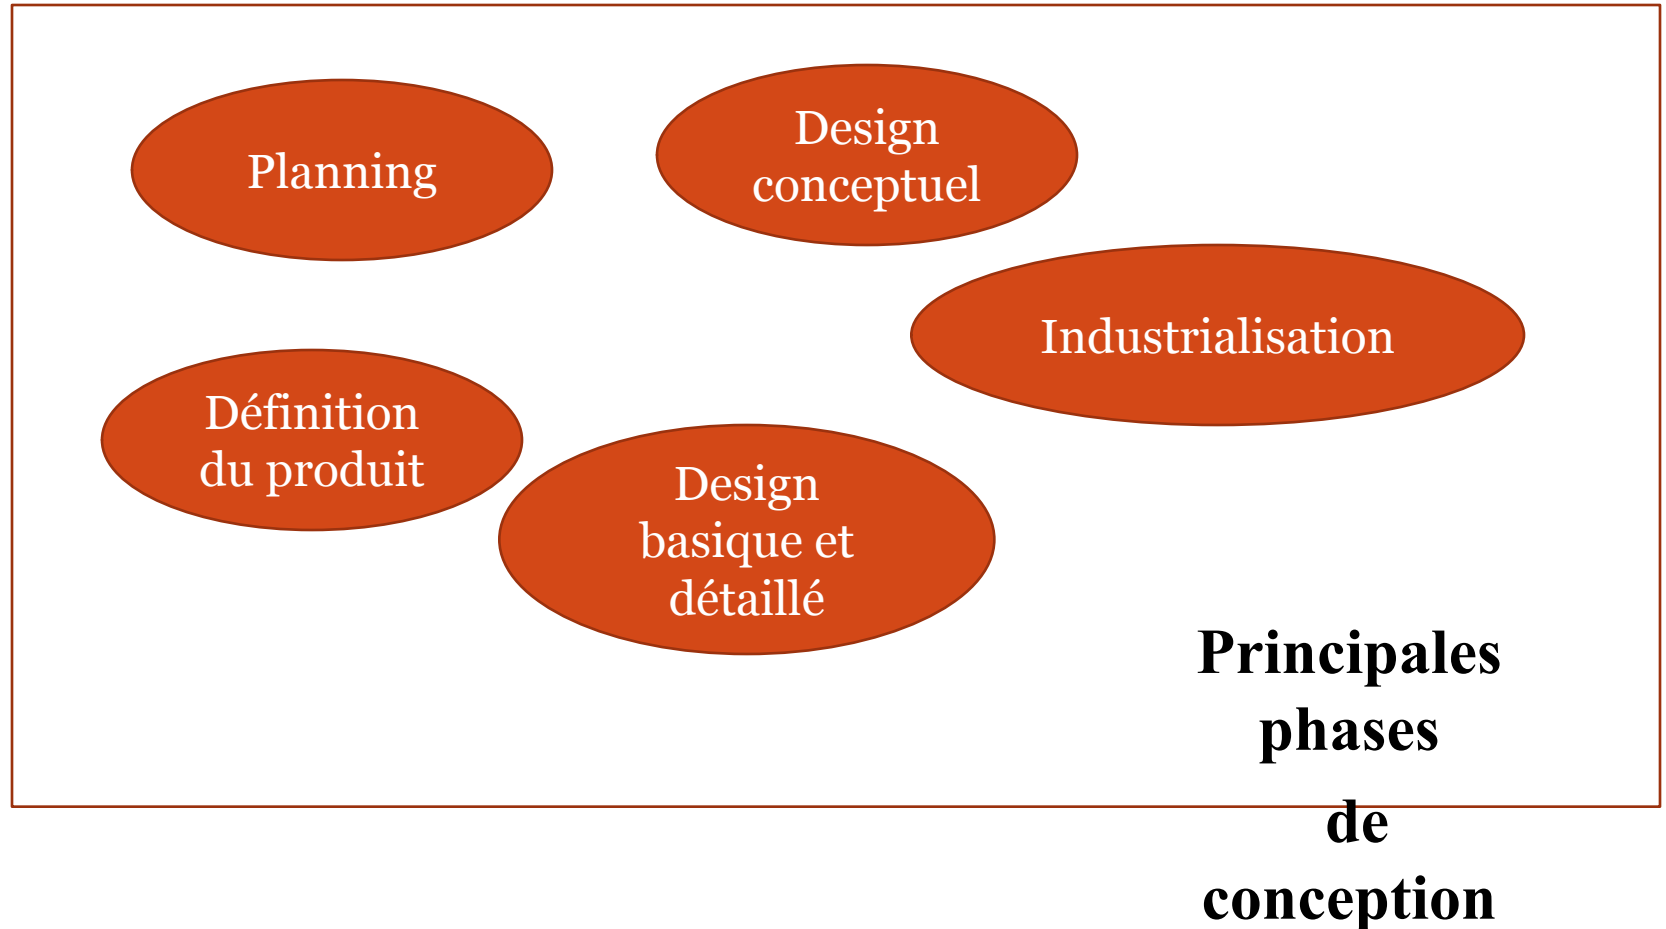 Planning
Design
conceptuel
Industrialisation
Définition
du produit
Design
basique et
détaillé
Principales
phases
de
conception